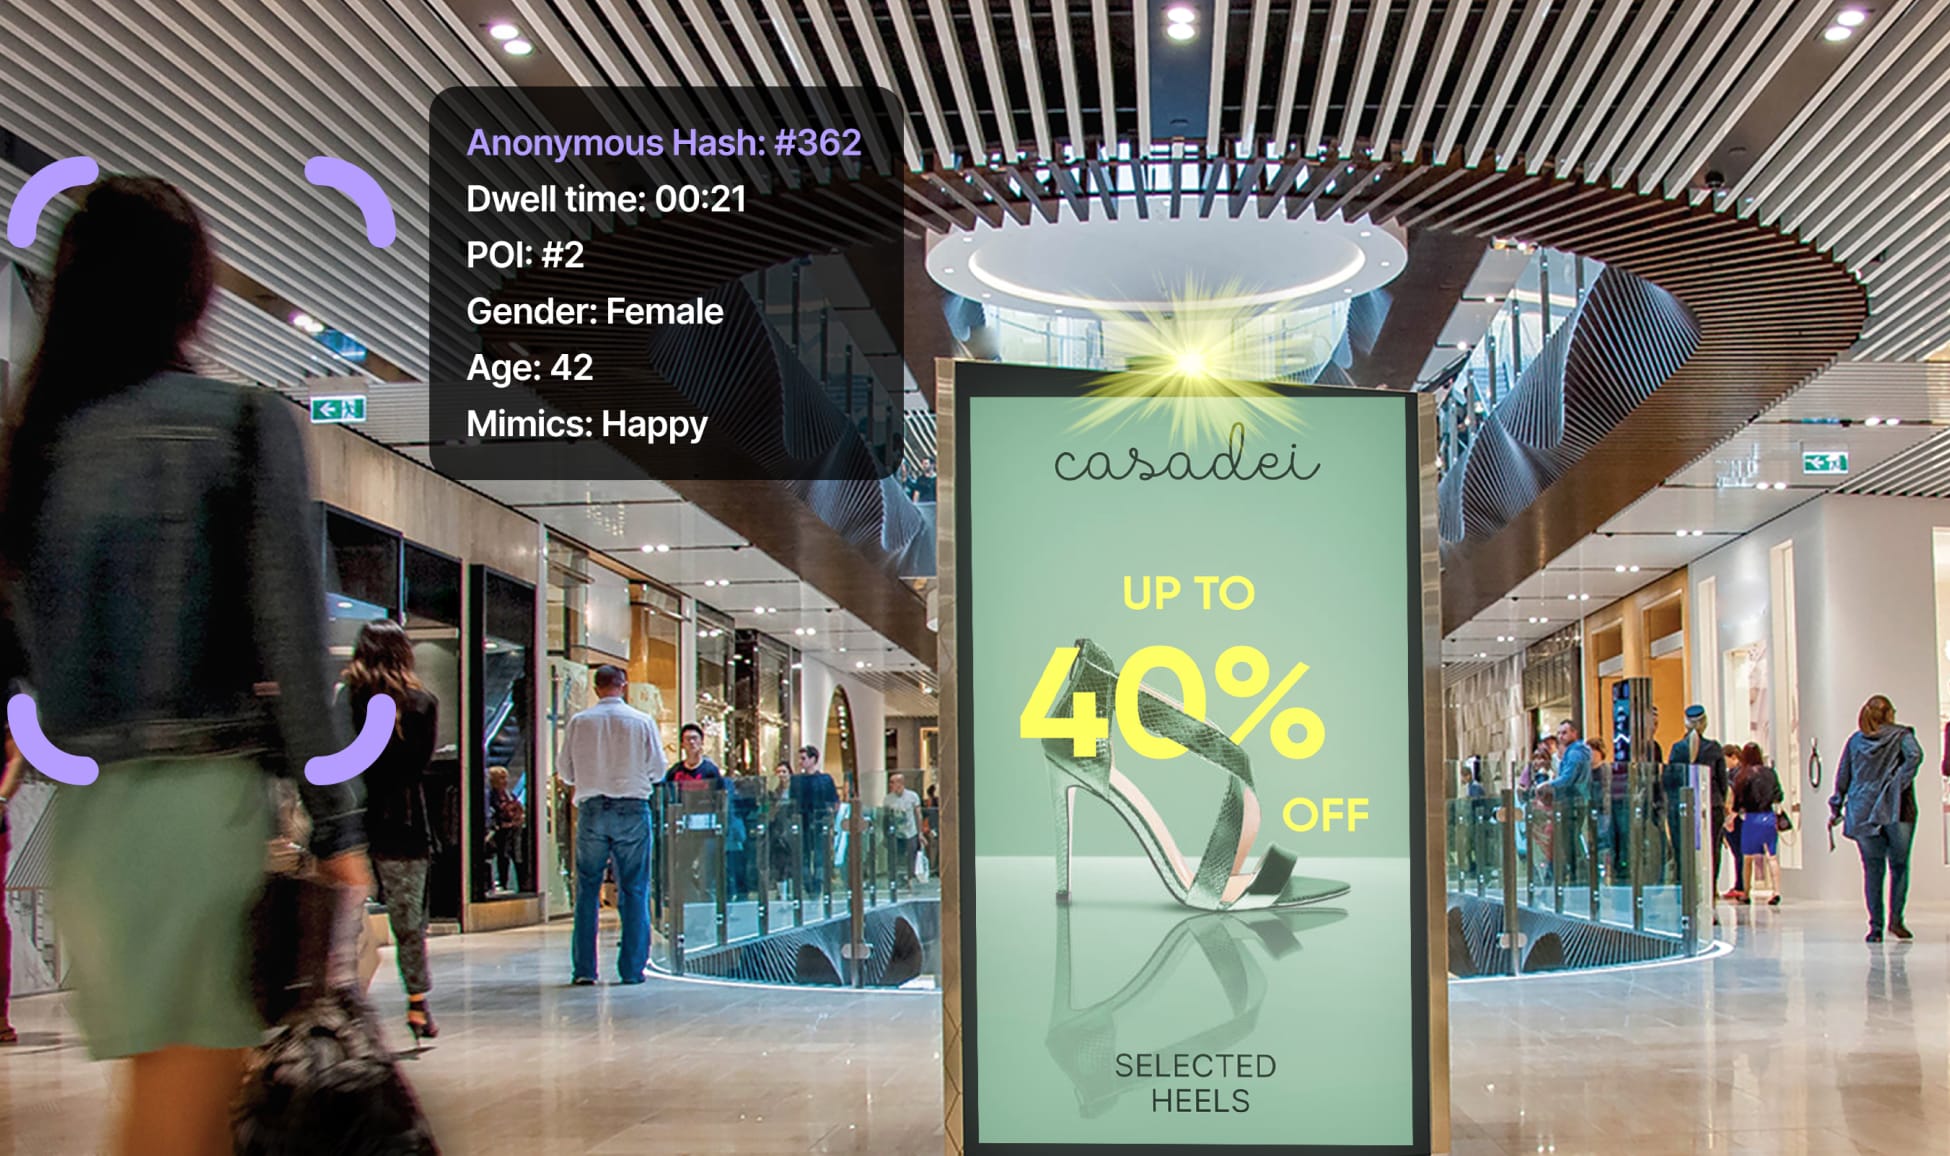 Anonymous Hash: #362
Dwell time: 00:21
POI: #2
Gender: Female
Age: 42
Mimics: Happy
casadei
UP TO
40%
OFF
SELECTED
HEELS